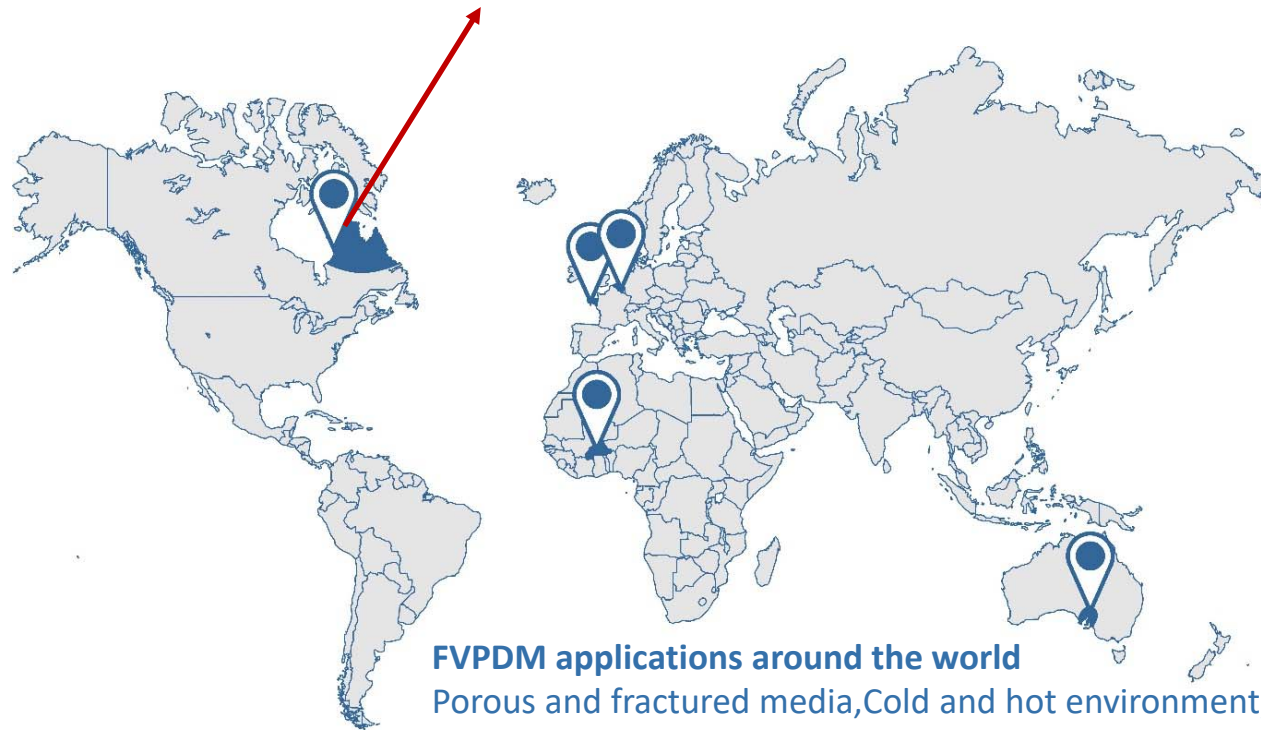 FVPDM applications around the world
Porous and fractured media,Cold and hot environment